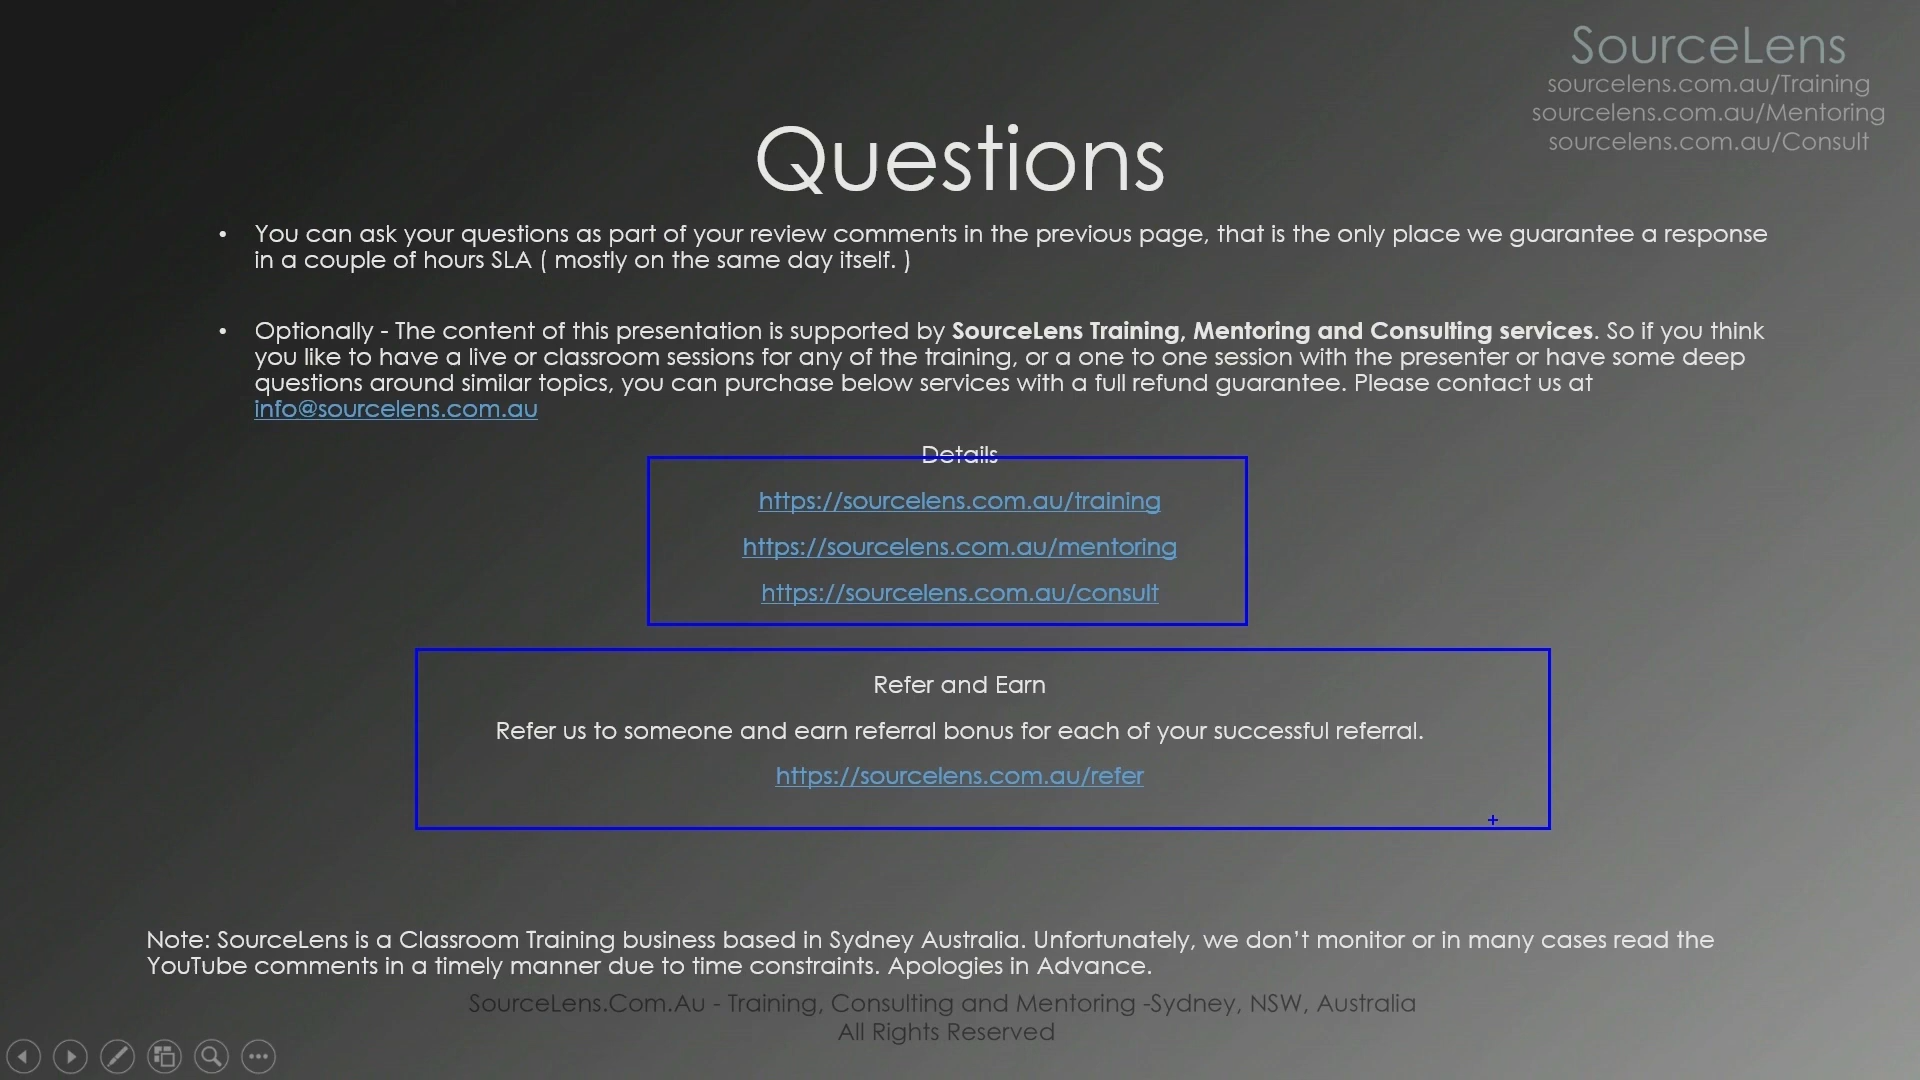 SourceLens
sourcelens.com.au/Training
sourcelens.com.au/Mentoring
sourcelens.com.au/Consult
Questions
• You can ask your questions as part of your review comments in the previous page, that is the only place we guarantee a response
in a couple of hours SLA ( mostly on the same day itself. )
• Optionally - The content of this presentation is supported by SourceLens Training, Mentoring and Consulting services. So if you think
you like to have a live or classroom sessions for any of the training, or a one to one session with the presenter or have some deep
questions around similar topics, you can purchase below services with a full refund guarantee. Please contact us at
info@sourcelens.com.au
Details
https://sourcelens.com.au/training
https://sourcelens.com.au/mentoring
https://sourcelens.com.au/consult
Refer and Earn
Refer us to someone and earn referral bonus for each of your successful referral.
https://sourcelens.com.au/refer
Note: SourceLens is a Classroom Training business based in Sydney Australia. Unfortunately, we don’t monitor or in many cases read the
YouTube comments in a timely manner due to time constraints. Apologies in Advance.
SourceLens.Com.Au - Training, Consulting and Mentoring -Sydney, NSW, Australia
All Rights Reserved